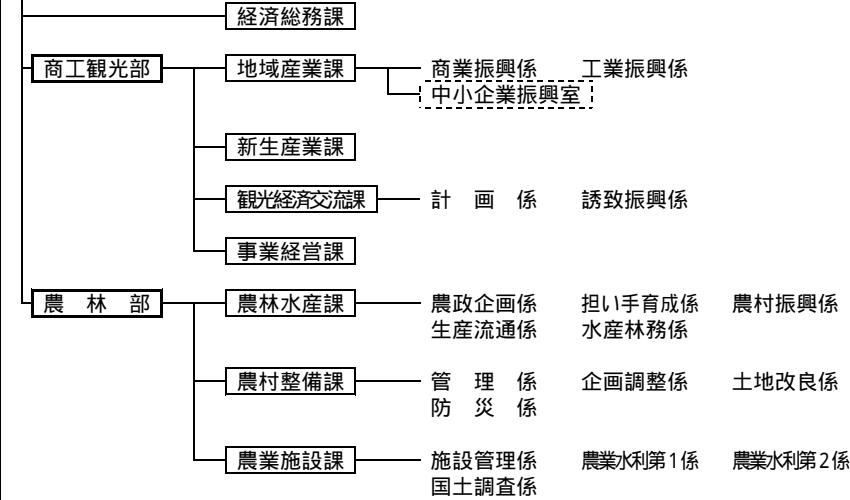 経済総務課
商工観光部 地域産業課 商業振興係 工業振興係
中小企業振興室
新生産業課
観光経済交流課 計 画 係 誘致振興係
事業経営課
農 林 部 農林水産課 農政企画係 担い手育成係 農村振興係
生産流通係 水産林務係
農村整備課 管 理 係 企画調整係 土地改良係
防 災 係
農業施設課 施設管理係 農業水利第1係 農業水利第2係
国土調査係